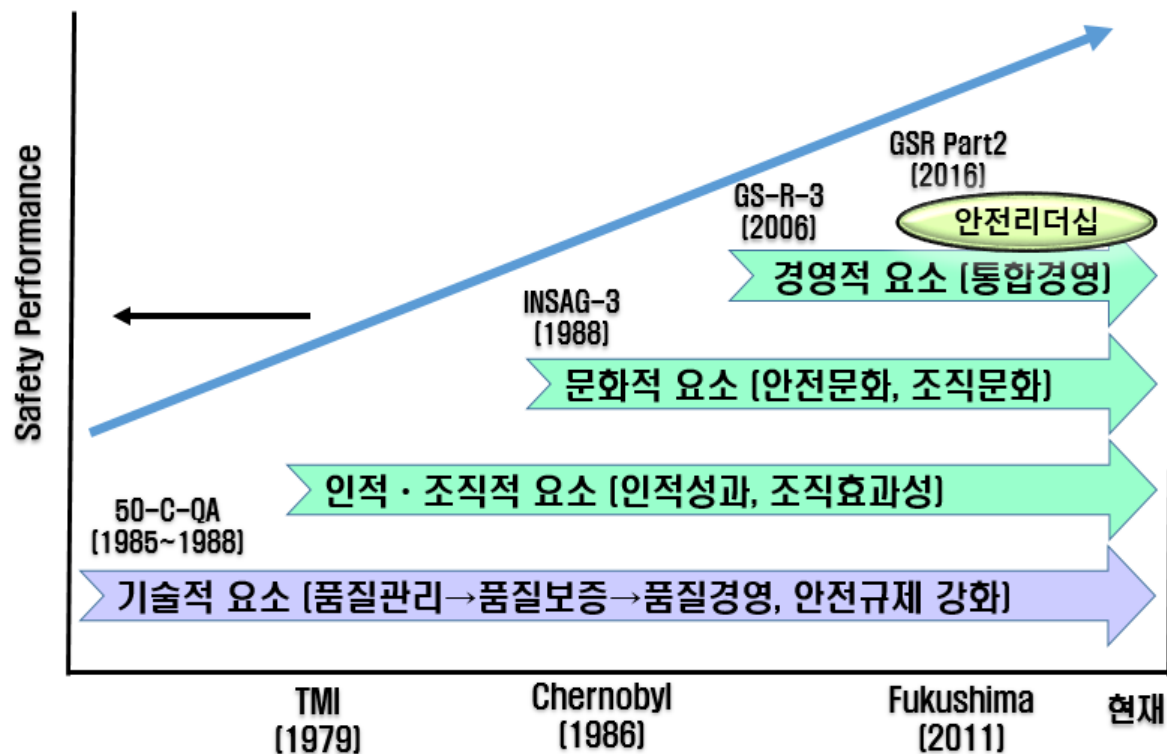 Safety Performance
GSR Part2
(2016)
안전리더십
GS-R-3
(2006)
경영적 요소 (통합경영)
INSAG-3
(1988)
문화적 요소 (안전문화, 조직문화)
인적 · 조직적 요소 (인적성과, 조직효과성)
50-C-QA
(1985~1988)
기술적 요소 (품질관리→품질보증→품질경영, 안전규제 강화)
TMI
(1979)
Chernobyl
(1986)
Fukushima
(2011)
현재